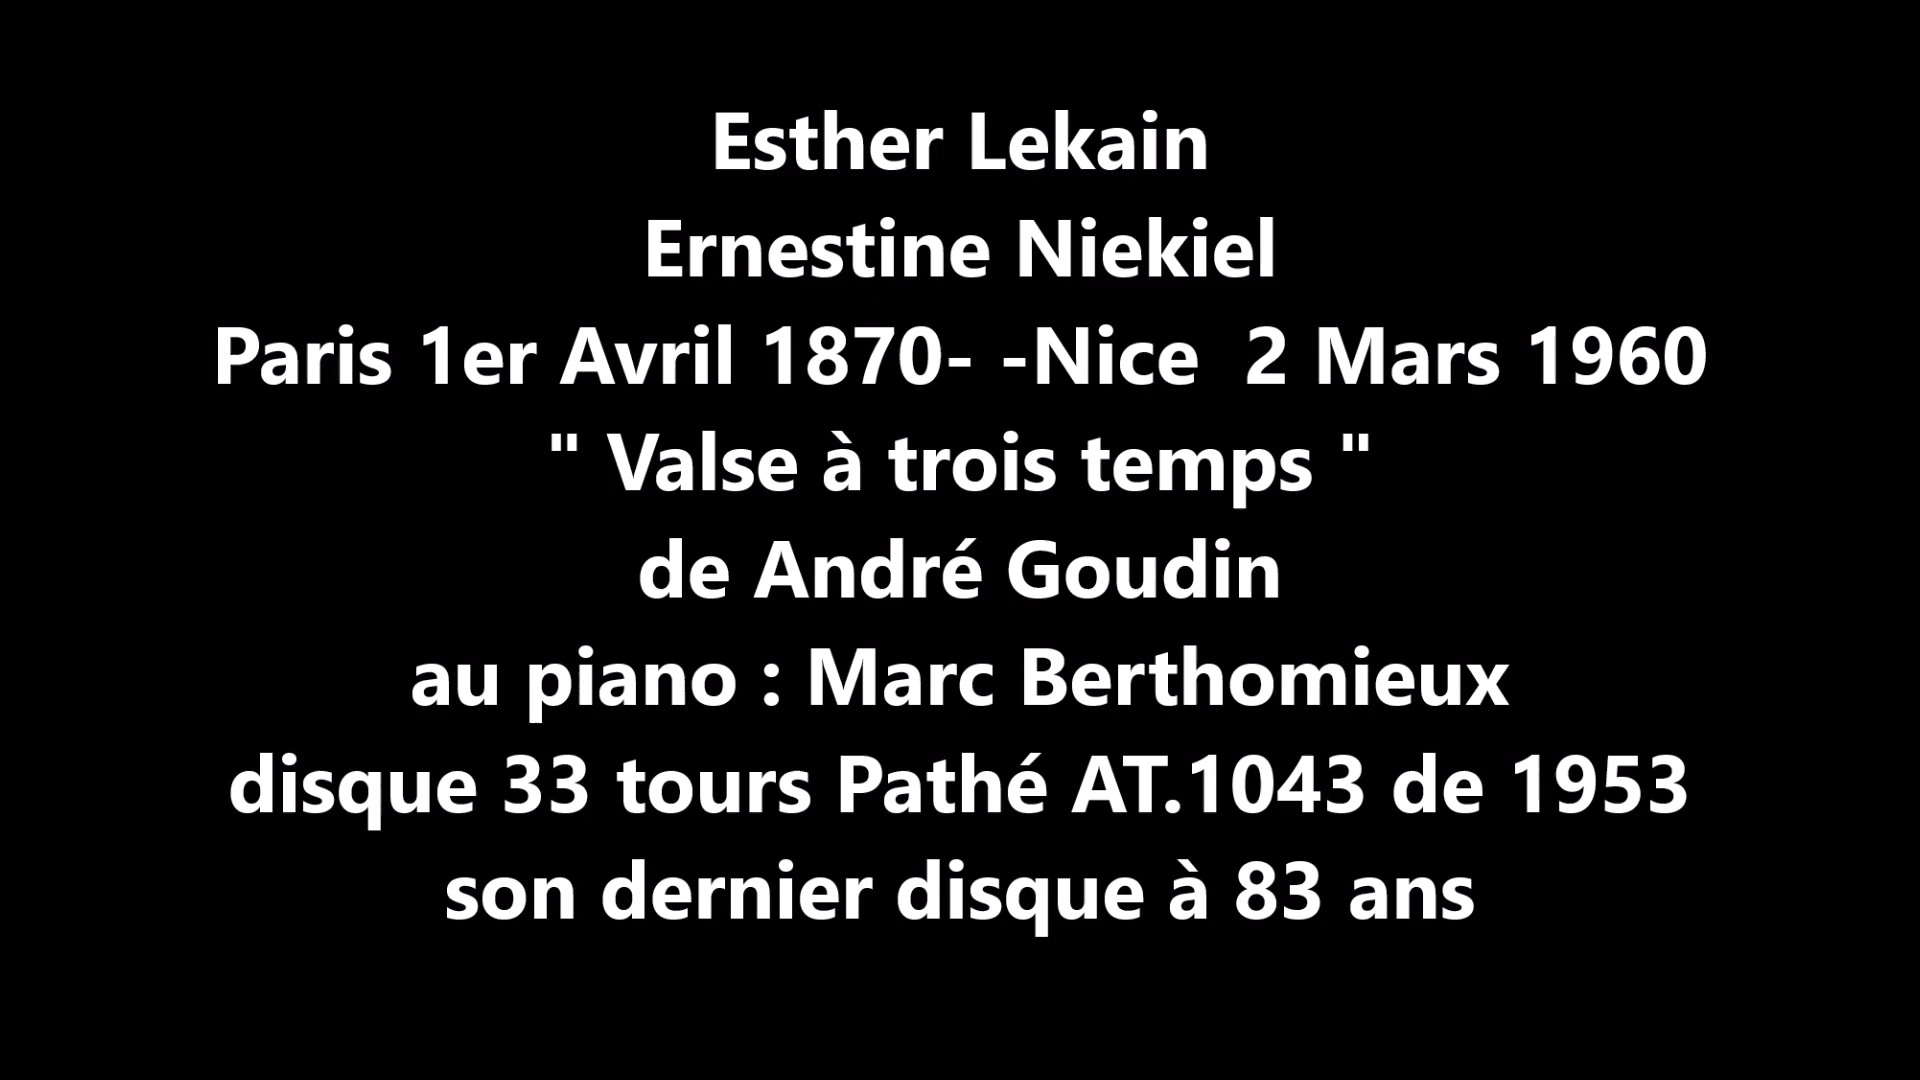 Esther Lekain
Ernestine Niekiel
Paris 1er Avril 1870- -Nice  2 Mars 1960
" Valse à trois temps "
de André Goudin
au piano : Marc Berthomieux
disque 33 tours Pathé AT.1043 de 1953
son dernier disque à 83 ans